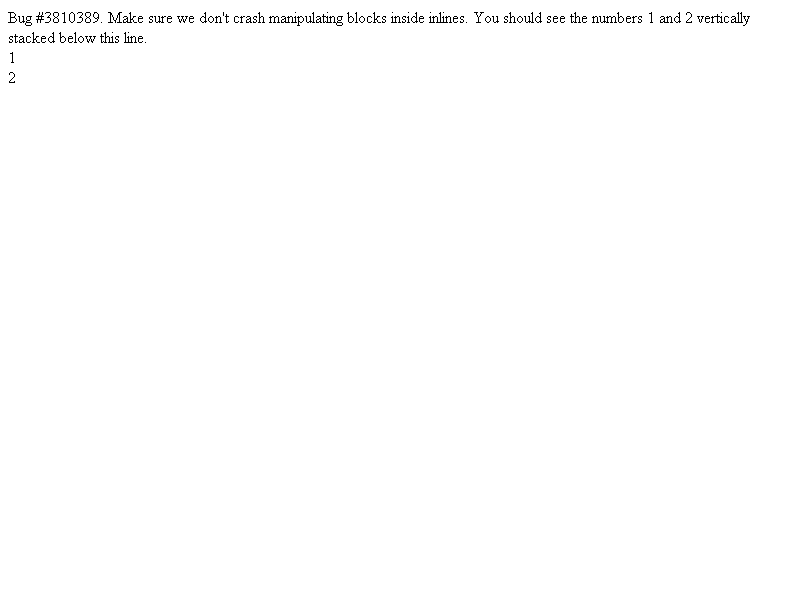 Bug #3810389. Make sure we don't crash manipulating blocks inside inlines. You should see the numbers 1 and 2 vertically
stacked below this line.
1
2